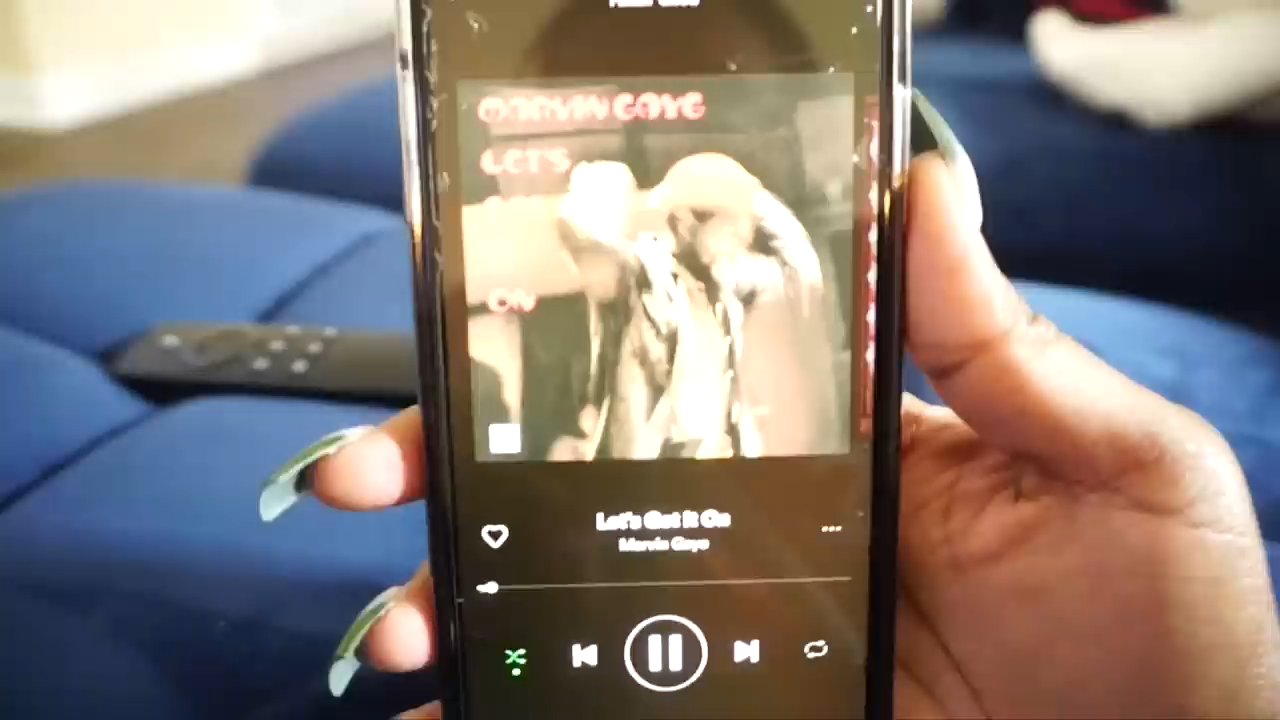 MARVIN GAYE
LET'S
ON
Let's Get It On
Marvin Gaye